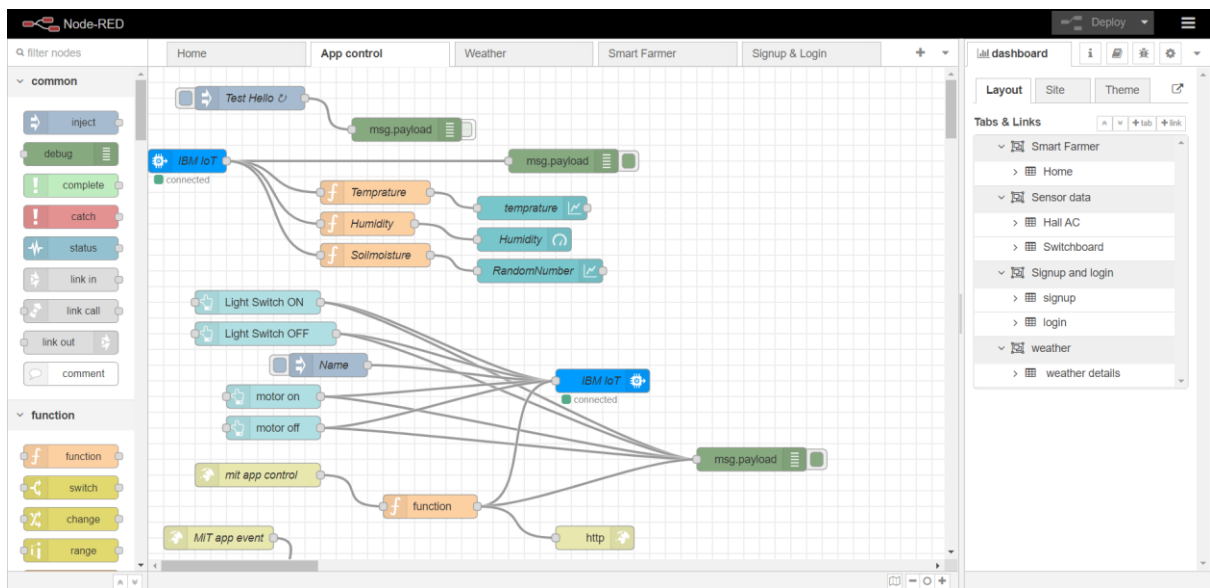 Node-RED
Deploy
filter nodes
Home
App control
Weather
Smart Farmer
Signup & Login
dashboard
i
common
inject
debug
complete
catch
status
link in
link call
link out
comment
function
function
switch
change
range
Test Hello ↻
msg.payload
IBM IoT
connected
msg.payload
Temprature
Humidity
Soilmoisture
temprature
Humidity
RandomNumber
Light Switch ON
Light Switch OFF
Name
motor on
motor off
IBM IoT
connected
msg.payload
mit app control
function
MIT app event
http
Layout
Site
Theme
Tabs & Links
+tab
+link
Smart Farmer
Home
Sensor data
Hall AC
Switchboard
Signup and login
signup
login
weather
weather details